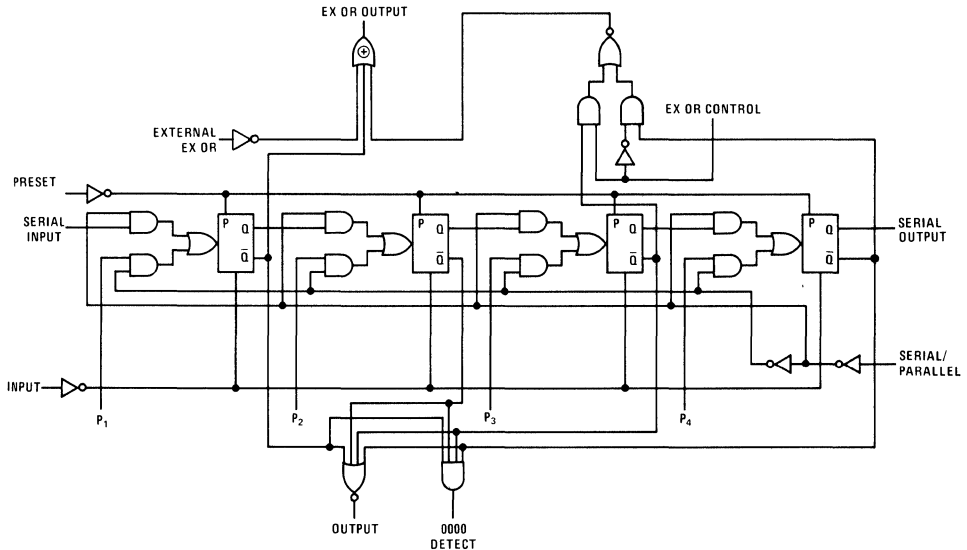 EX OR OUTPUT
EXTERNAL
EX OR
EX OR CONTROL
PRESET
SERIAL
INPUT
P
Q
Q̅
P
Q
Q̅
P
Q
Q̅
P
Q
Q̅
SERIAL
OUTPUT
SERIAL/
PARALLEL
INPUT
P1
P2
P3
P4
OUTPUT
0000
DETECT